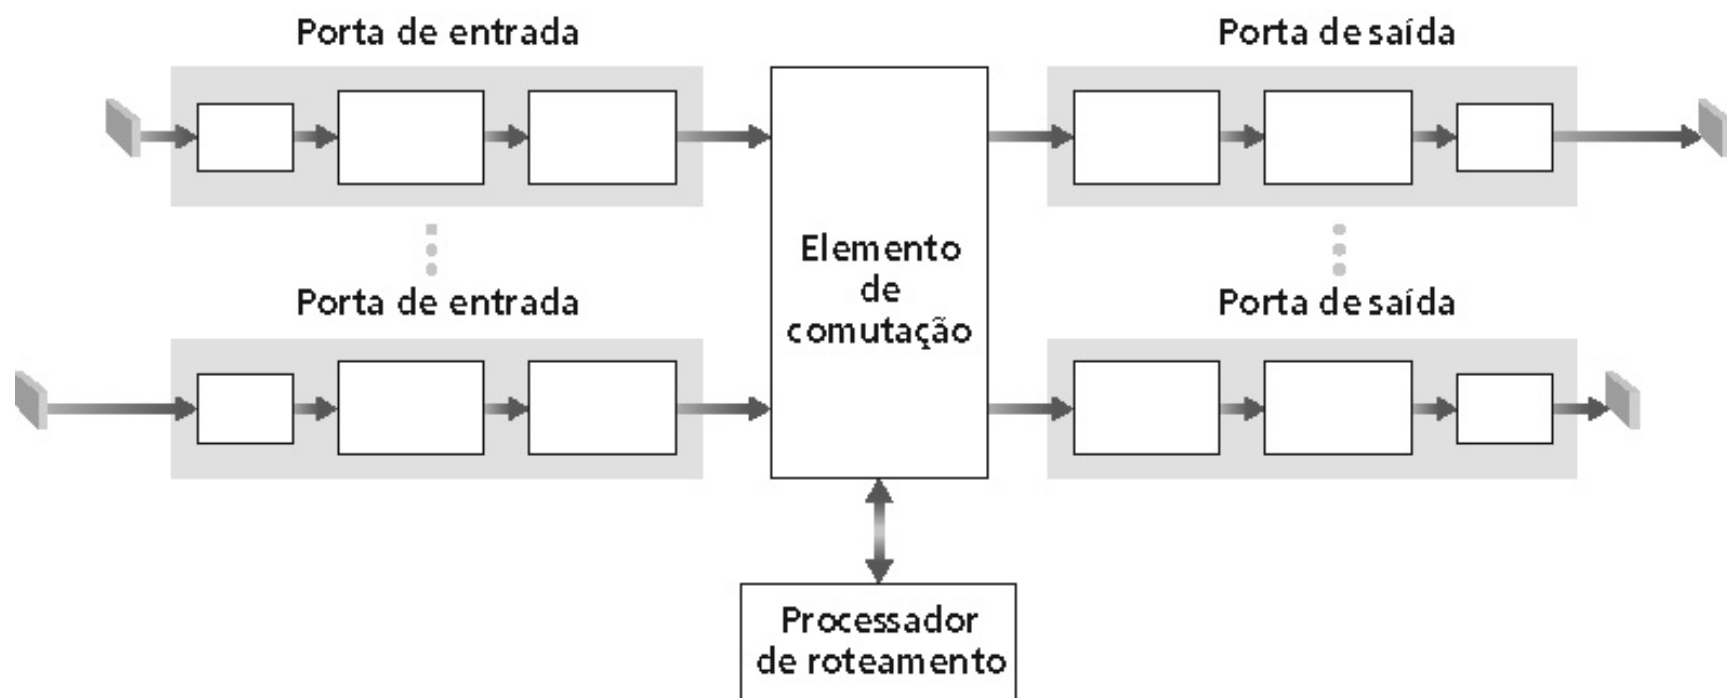 Porta de entrada
Porta de saída
Elemento
de
comutação
Porta de entrada
Porta de saída
Processador
de roteamento